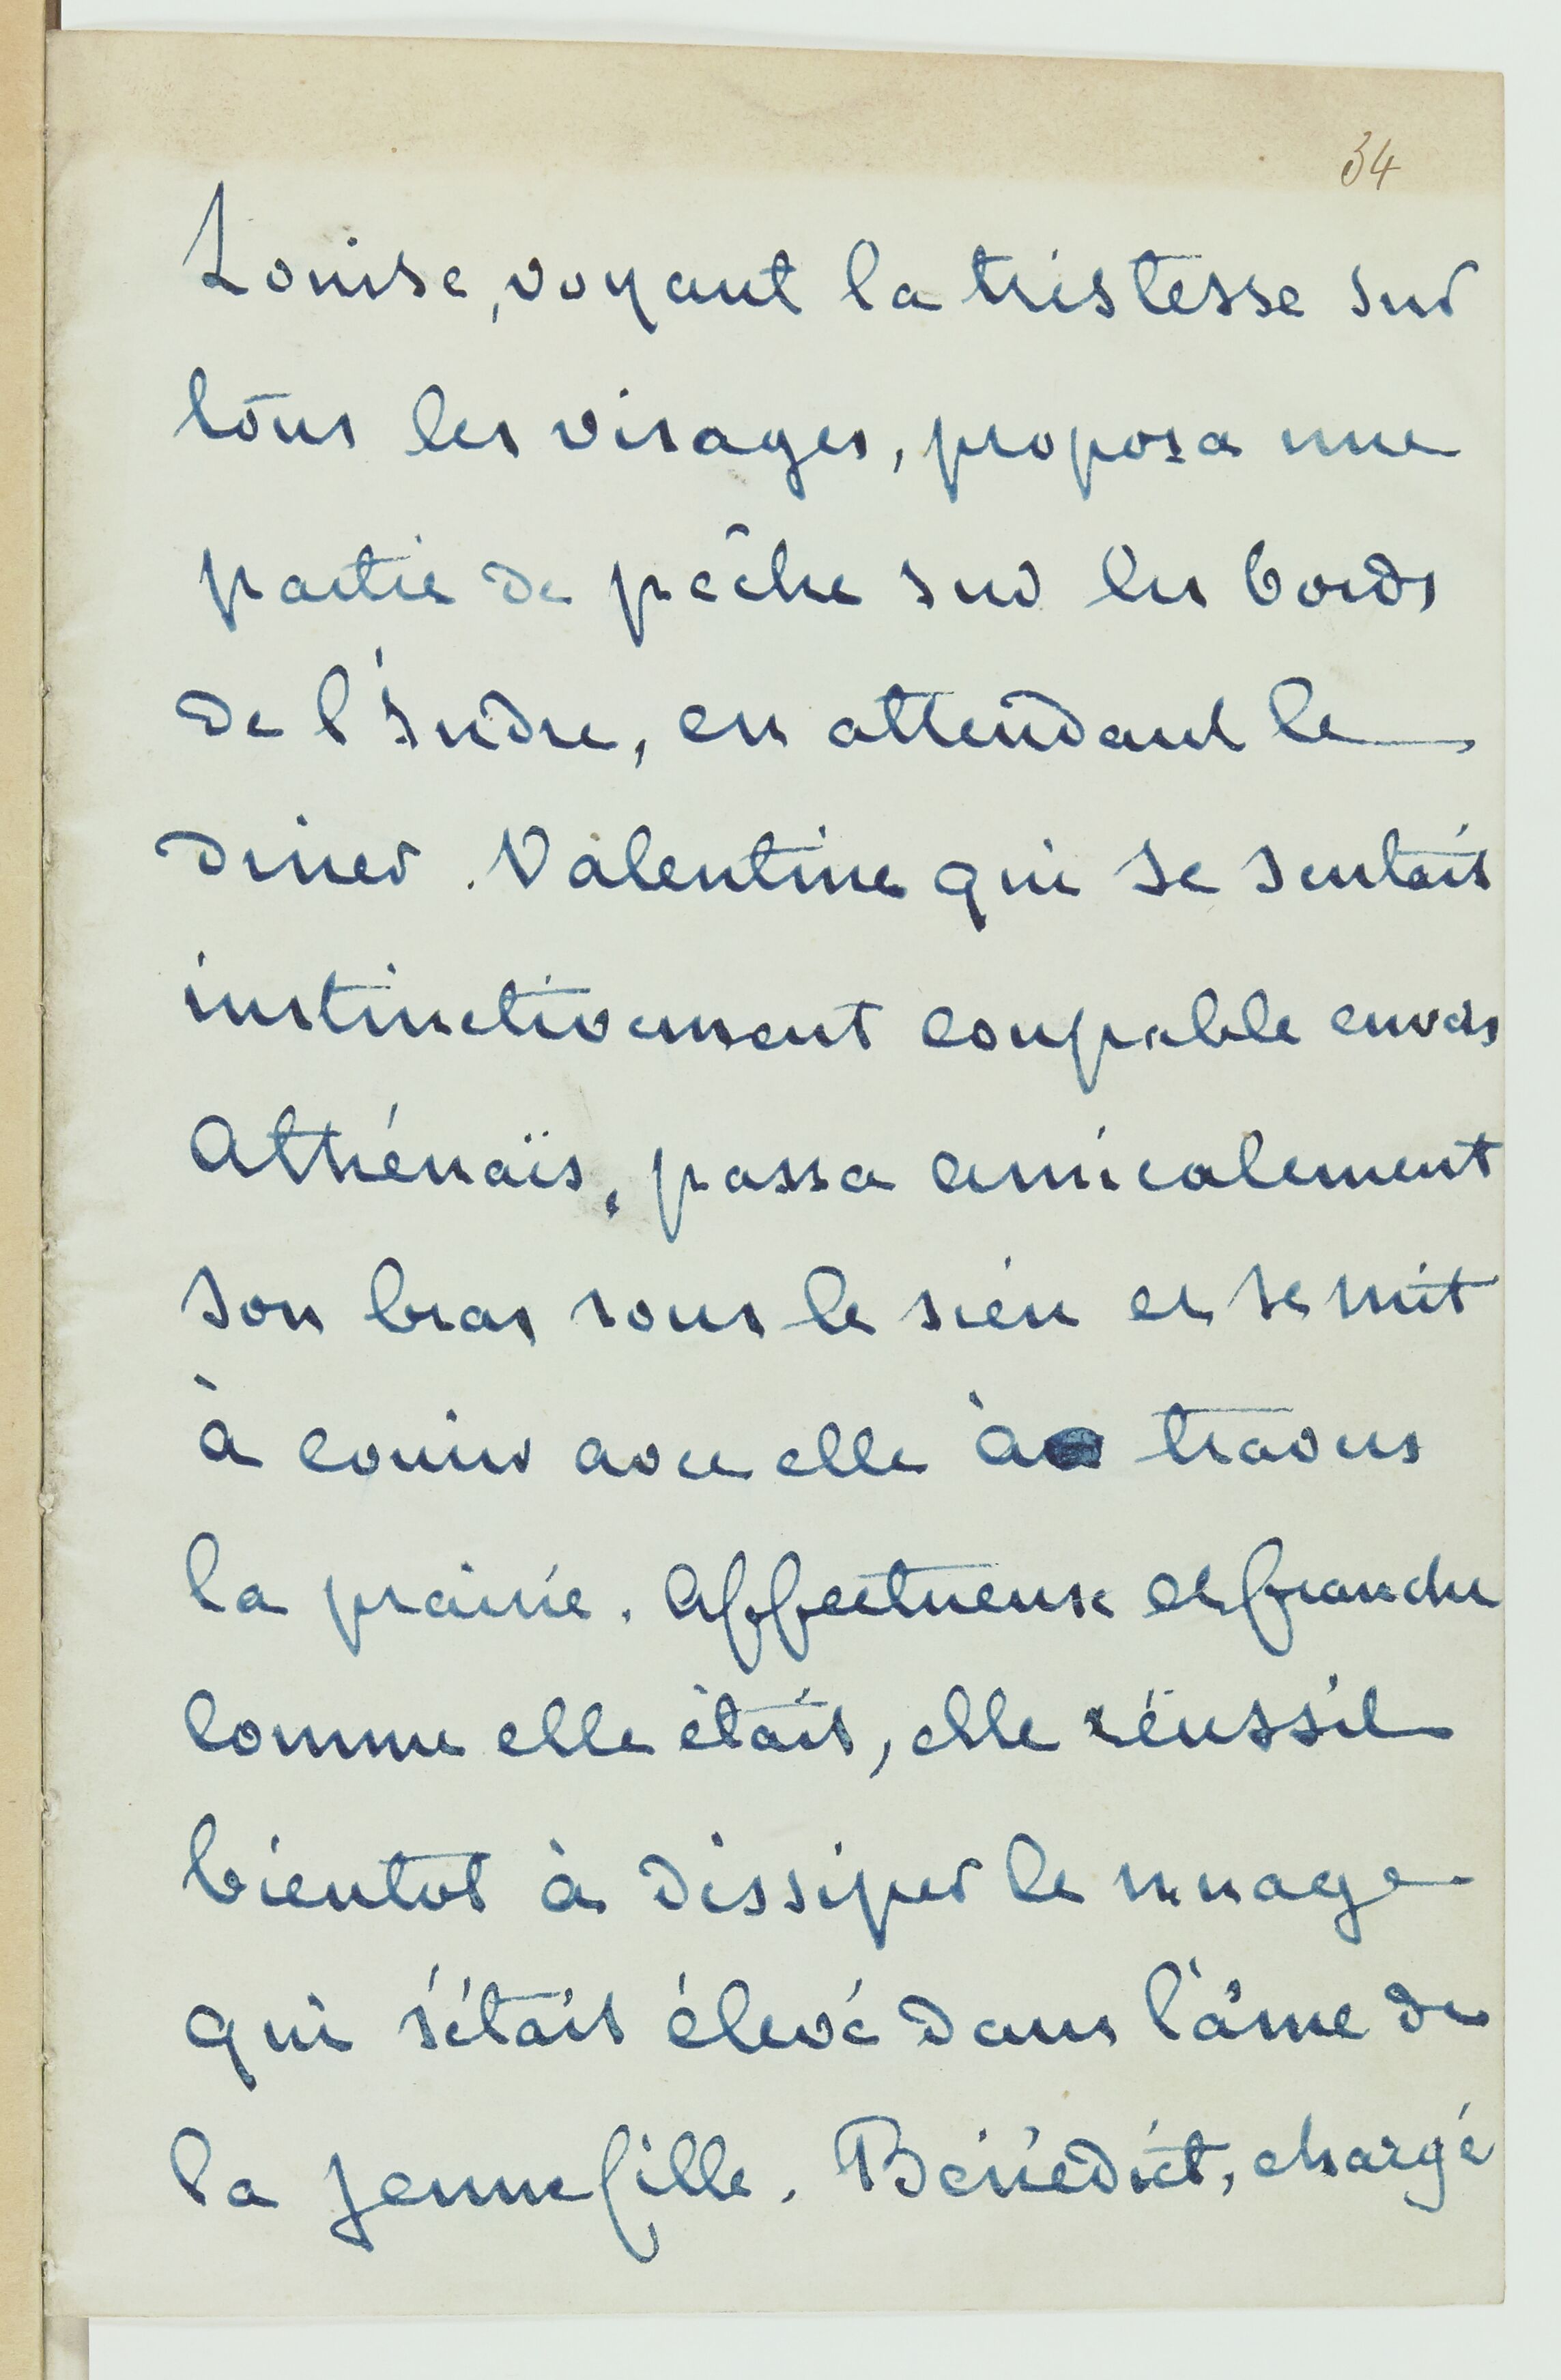 34
Louise, voyant la tristesse sur
tous les visages, proposa une
partie de pêche sur les bords
de l'Indre, en attendant le
diner. Valentine qui se sentait
instinctivement coupable envers
Athénaïs, passa amicalement
son bras sous le sien et se mit
à courir avec elle à travers
la prairie. Affectueuse et franche
comme elle était, elle réussit
bientot à dissiper le nuage
qui s'était élevé dans l'âme de
la jeune fille. Bénédict, chargé